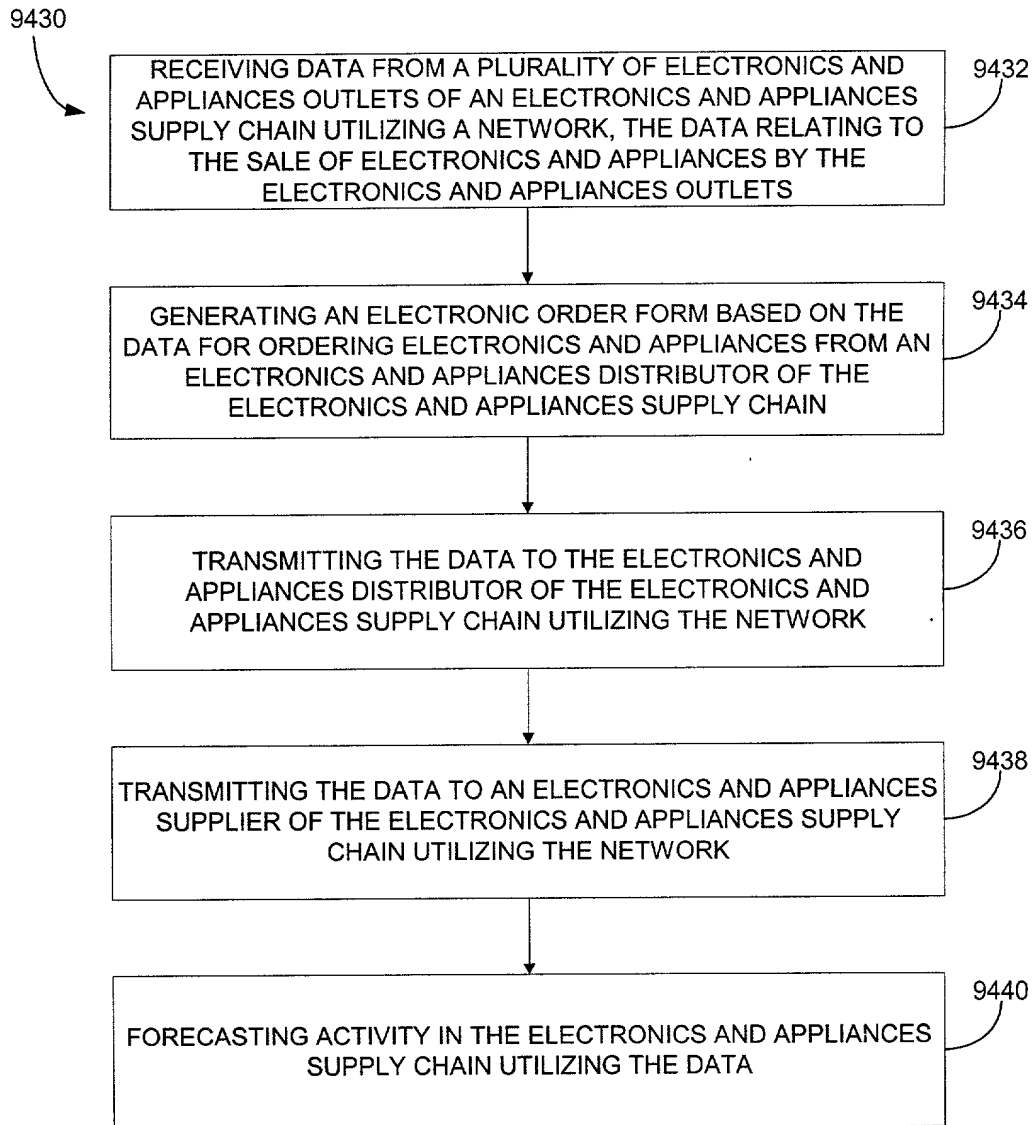 9430
RECEIVING DATA FROM A PLURALITY OF ELECTRONICS AND
APPLIANCES OUTLETS OF AN ELECTRONICS AND APPLIANCES
SUPPLY CHAIN UTILIZING A NETWORK, THE DATA RELATING TO
THE SALE OF ELECTRONICS AND APPLIANCES BY THE
ELECTRONICS AND APPLIANCES OUTLETS
9432
GENERATING AN ELECTRONIC ORDER FORM BASED ON THE
DATA FOR ORDERING ELECTRONICS AND APPLIANCES FROM AN
ELECTRONICS AND APPLIANCES DISTRIBUTOR OF THE
ELECTRONICS AND APPLIANCES SUPPLY CHAIN
9434
TRANSMITTING THE DATA TO THE ELECTRONICS AND
APPLIANCES DISTRIBUTOR OF THE ELECTRONICS AND
APPLIANCES SUPPLY CHAIN UTILIZING THE NETWORK
9436
TRANSMITTING THE DATA TO AN ELECTRONICS AND APPLIANCES
SUPPLIER OF THE ELECTRONICS AND APPLIANCES SUPPLY
CHAIN UTILIZING THE NETWORK
9438
FORECASTING ACTIVITY IN THE ELECTRONICS AND APPLIANCES
SUPPLY CHAIN UTILIZING THE DATA
9440